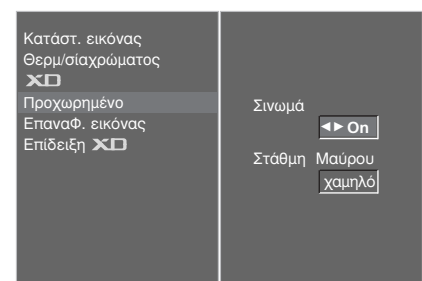 Κατάστ. εικόνας
Θερμ/σίαχρώματος
XD
Προχωρημένο
ΕπαναΦ. εικόνας
Επίδειξη XD
Σινωμά
◄► On
Στάθμη Μαύρου
χαμηλό